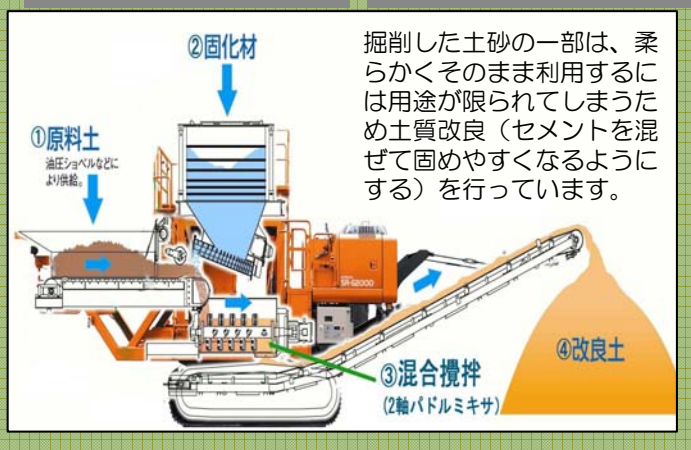 ②固化材
掘削した土砂の一部は、柔
らかくそのまま利用するに
は用途が限られてしまうた
め土質改良（セメントを混
ぜて固めやすくなるように
する）を行っています。
①原料土
油圧ショベルなどに
より供給。
SR-G2000
③混合攪拌
(2軸パドルミキサ)
④改良土